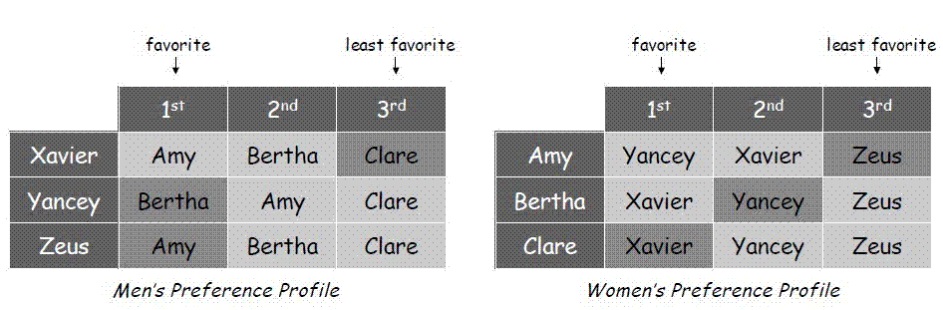 favorite least favorite favorite least favorite
1st 2nd 3rd 1st 2nd 3rd
Xavier Amy Bertha Clare Amy Yancey Xavier Zeus
Yancey Bertha Amy Clare Bertha Xavier Yancey Zeus
Zeus Amy Bertha Clare Clare Xavier Yancey Zeus
Men's Preference Profile Women's Preference Profile